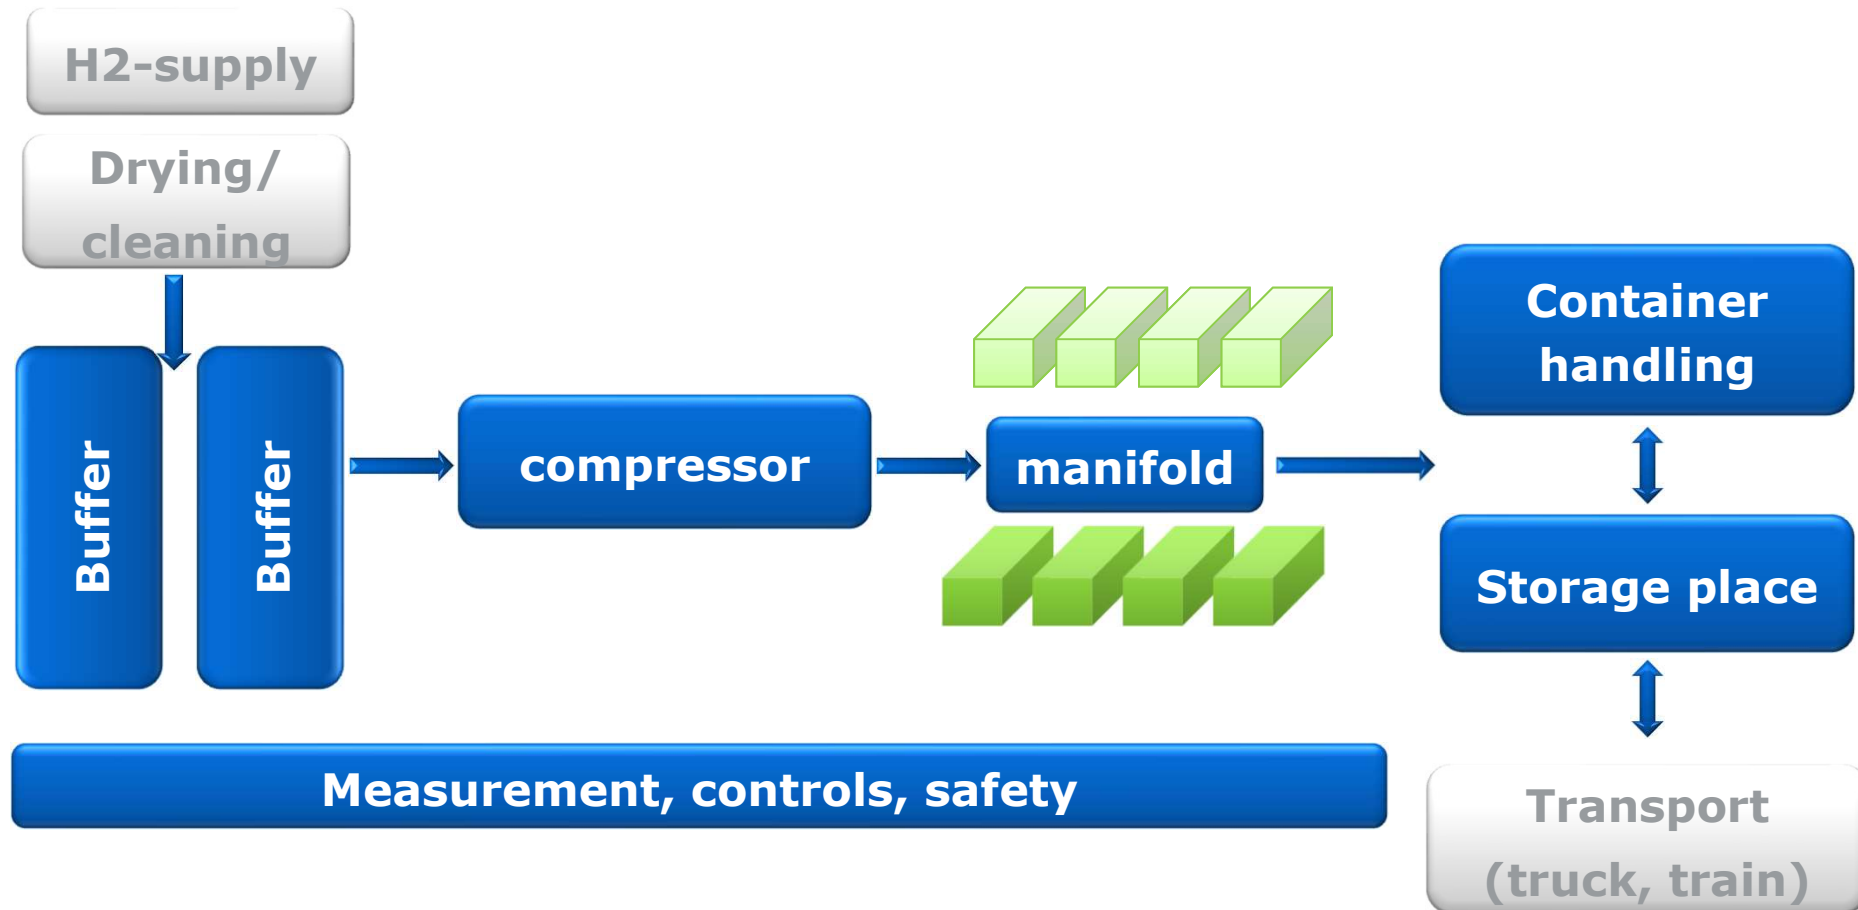 H2-supply
Drying/
cleaning
Buffer
Buffer
compressor
manifold
Container
handling
Storage place
Measurement, controls, safety
Transport
(truck, train)